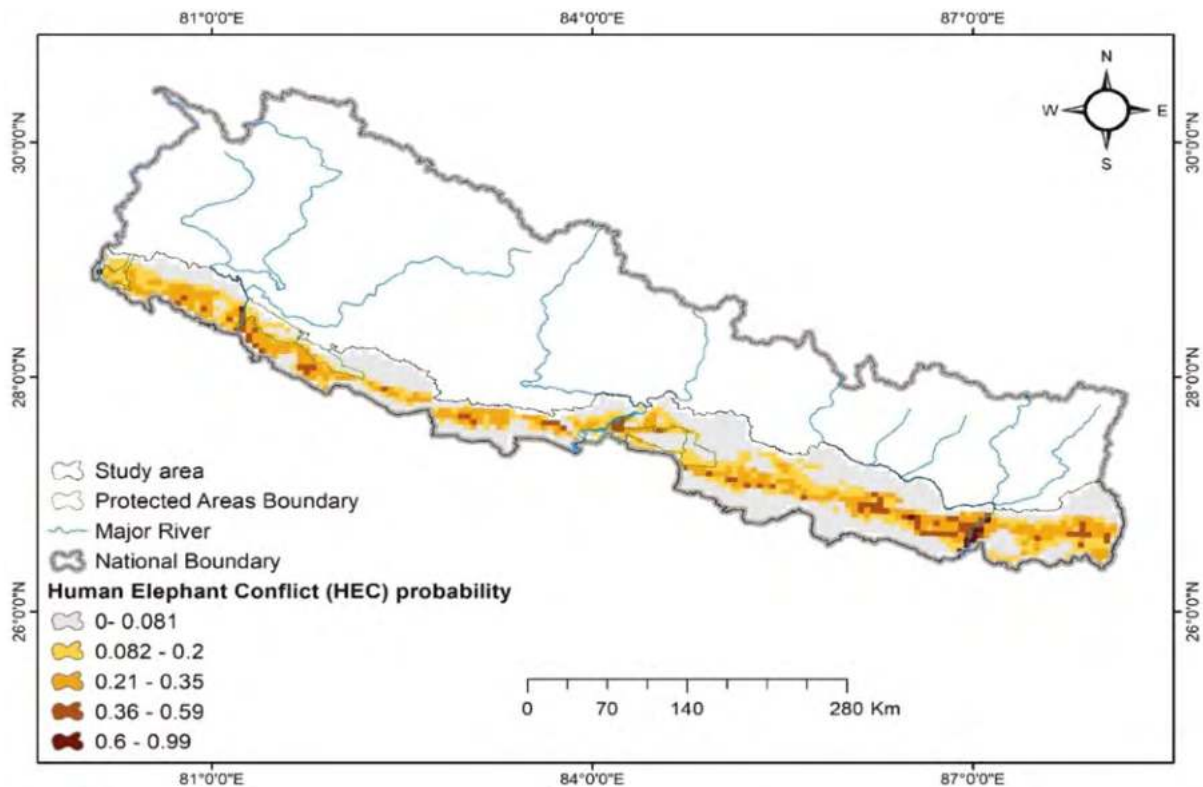 81°0'0"E 84°0'0"E 87°0'0"E
N
W E
S
30°0'0"N 30°0'0"N
28°0'0"N 28°0'0"N
26°0'0"N 26°0'0"N
Study area
Protected Areas Boundary
Major River
National Boundary
Human Elephant Conflict (HEC) probability
0- 0.081
0.082 - 0.2
0.21 - 0.35
0.36 - 0.59
0.6 - 0.99
0 70 140 280 Km
81°0'0"E 84°0'0"E 87°0'0"E